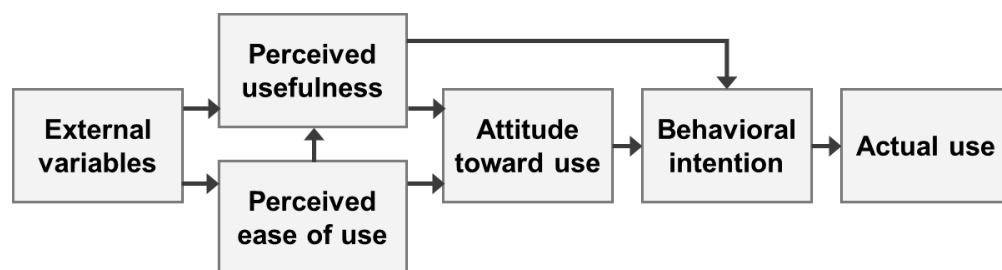 External
variables
Perceived
usefulness
Perceived
ease of use
Attitude
toward use
Behavioral
intention
Actual use